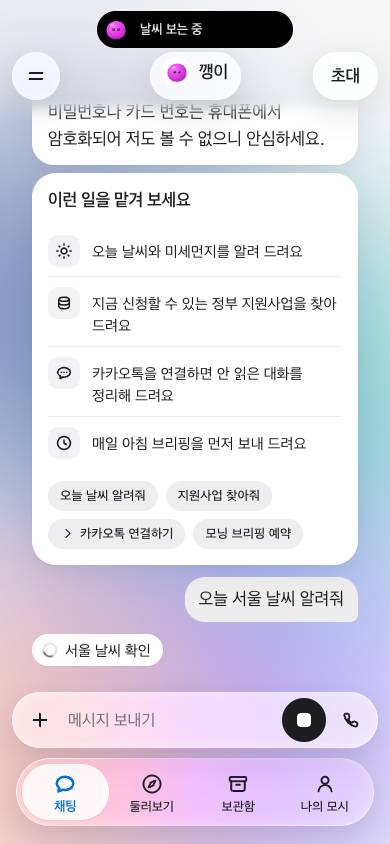 날씨 보는 중
깽이
초대
비밀번호나 카드 번호는 휴대폰에서
암호화되어 저도 볼 수 없으니 안심하세요.
이런 일을 맡겨 보세요
오늘 날씨와 미세먼지를 알려 드려요
지금 신청할 수 있는 정부 지원사업을 찾아
드려요
카카오톡을 연결하면 안 읽은 대화를
정리해 드려요
매일 아침 브리핑을 먼저 보내 드려요
오늘 날씨 알려줘
지원사업 찾아줘
카카오톡 연결하기
모닝 브리핑 예약
오늘 서울 날씨 알려줘
서울 날씨 확인
메시지 보내기
채팅
둘러보기
보관함
나의 모시